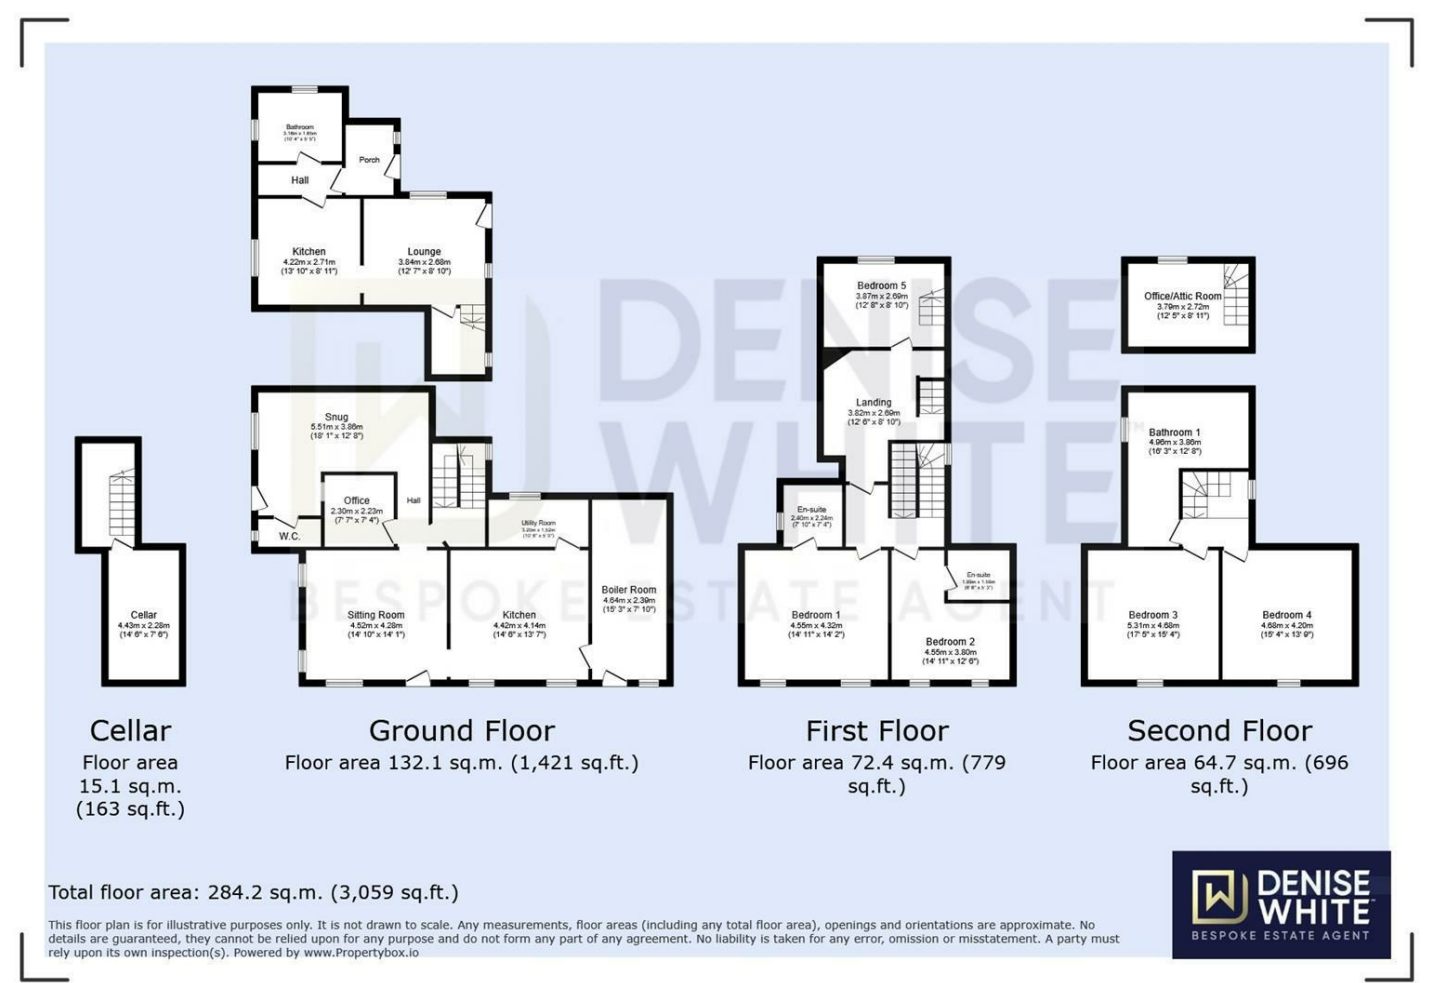 Bathroom
3.16m x 1.65m
(10' 4" x 5' 5")
Porch
Hall
Kitchen
4.22m x 2.71m
(13' 10" x 8' 11")
Lounge
3.84m x 2.68m
(12' 7" x 8' 10")
Snug
5.51m x 3.86m
(18' 1" x 12' 8")
Office
2.30m x 2.23m
(7' 7" x 7' 4")
Hall
W.C.
Utility Room
Boiler Room
4.64m x 2.39m
(15' 3" x 7' 10")
Sitting Room
4.52m x 4.28m
(14' 10" x 14' 1")
Kitchen
4.42m x 4.14m
(14' 6" x 13' 7")
Cellar
4.43m x 2.28m
(14' 6" x 7' 6")
Bedroom 5
3.87m x 2.69m
(12' 8" x 8' 10")
Landing
3.82m x 2.69m
(12' 6" x 8' 10")
En-suite
2.40m x 2.24m
(7' 10" x 7' 4")
En-suite
Bedroom 1
4.55m x 4.32m
(14' 11" x 14' 2")
Bedroom 2
4.55m x 3.80m
(14' 11" x 12' 6")
Office/Attic Room
3.79m x 2.72m
(12' 5" x 8' 11")
Bathroom 1
4.96m x 3.86m
(16' 3" x 12' 8")
Bedroom 3
5.31m x 4.68m
(17' 5" x 15' 4")
Bedroom 4
4.68m x 4.20m
(15' 4" x 13' 9")
DENISE
WHITE™
BESPOKE ESTATE AGENT
Cellar
Floor area
15.1 sq.m.
(163 sq.ft.)
Ground Floor
Floor area 132.1 sq.m. (1,421 sq.ft.)
First Floor
Floor area 72.4 sq.m. (779
sq.ft.)
Second Floor
Floor area 64.7 sq.m. (696
sq.ft.)
Total floor area: 284.2 sq.m. (3,059 sq.ft.)
This floor plan is for illustrative purposes only. It is not drawn to scale. Any measurements, floor areas (including any total floor area), openings and orientations are approximate. No
details are guaranteed, they cannot be relied upon for any purpose and do not form any part of any agreement. No liability is taken for any error, omission or misstatement. A party must
rely upon its own inspection(s). Powered by www.Propertybox.io
DENISE
WHITE™
BESPOKE ESTATE AGENT